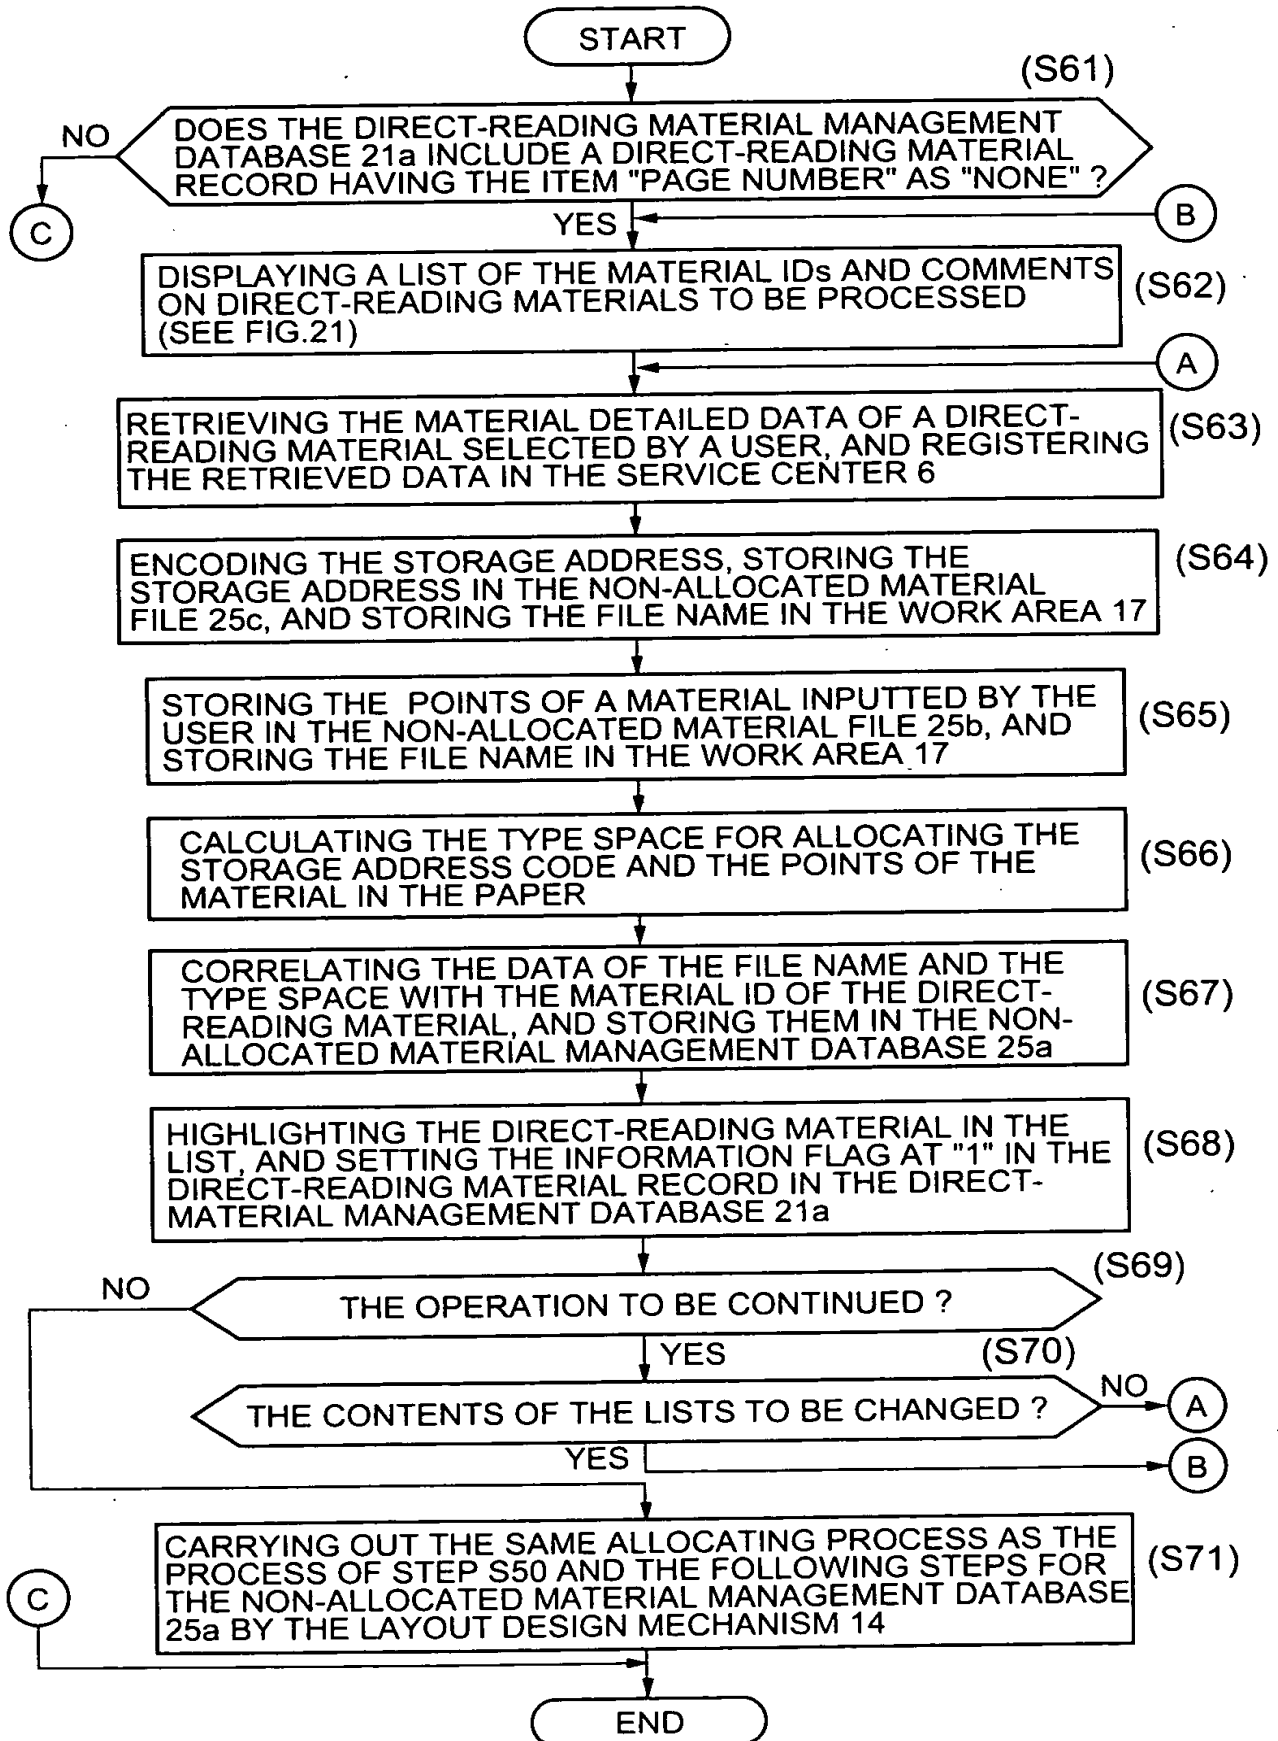 START
(S61)
NO
DOES THE DIRECT-READING MATERIAL MANAGEMENT
DATABASE 21a INCLUDE A DIRECT-READING MATERIAL
RECORD HAVING THE ITEM "PAGE NUMBER" AS "NONE" ?
C
YES
B
DISPLAYING A LIST OF THE MATERIAL IDs AND COMMENTS
ON DIRECT-READING MATERIALS TO BE PROCESSED
(SEE FIG.21)
(S62)
A
RETRIEVING THE MATERIAL DETAILED DATA OF A DIRECT-
READING MATERIAL SELECTED BY A USER, AND REGISTERING
THE RETRIEVED DATA IN THE SERVICE CENTER 6
(S63)
ENCODING THE STORAGE ADDRESS, STORING THE
STORAGE ADDRESS IN THE NON-ALLOCATED MATERIAL
FILE 25c, AND STORING THE FILE NAME IN THE WORK AREA 17
(S64)
STORING THE POINTS OF A MATERIAL INPUTTED BY THE
USER IN THE NON-ALLOCATED MATERIAL FILE 25b, AND
STORING THE FILE NAME IN THE WORK AREA 17
(S65)
CALCULATING THE TYPE SPACE FOR ALLOCATING THE
STORAGE ADDRESS CODE AND THE POINTS OF THE
MATERIAL IN THE PAPER
(S66)
CORRELATING THE DATA OF THE FILE NAME AND THE
TYPE SPACE WITH THE MATERIAL ID OF THE DIRECT-
READING MATERIAL, AND STORING THEM IN THE NON-
ALLOCATED MATERIAL MANAGEMENT DATABASE 25a
(S67)
HIGHLIGHTING THE DIRECT-READING MATERIAL IN THE
LIST, AND SETTING THE INFORMATION FLAG AT "1" IN THE
DIRECT-READING MATERIAL RECORD IN THE DIRECT-
MATERIAL MANAGEMENT DATABASE 21a
(S68)
(S69)
NO
THE OPERATION TO BE CONTINUED ?
YES
(S70)
THE CONTENTS OF THE LISTS TO BE CHANGED ?
NO
A
YES
B
CARRYING OUT THE SAME ALLOCATING PROCESS AS THE
PROCESS OF STEP S50 AND THE FOLLOWING STEPS FOR
THE NON-ALLOCATED MATERIAL MANAGEMENT DATABASE
25a BY THE LAYOUT DESIGN MECHANISM 14
(S71)
C
END